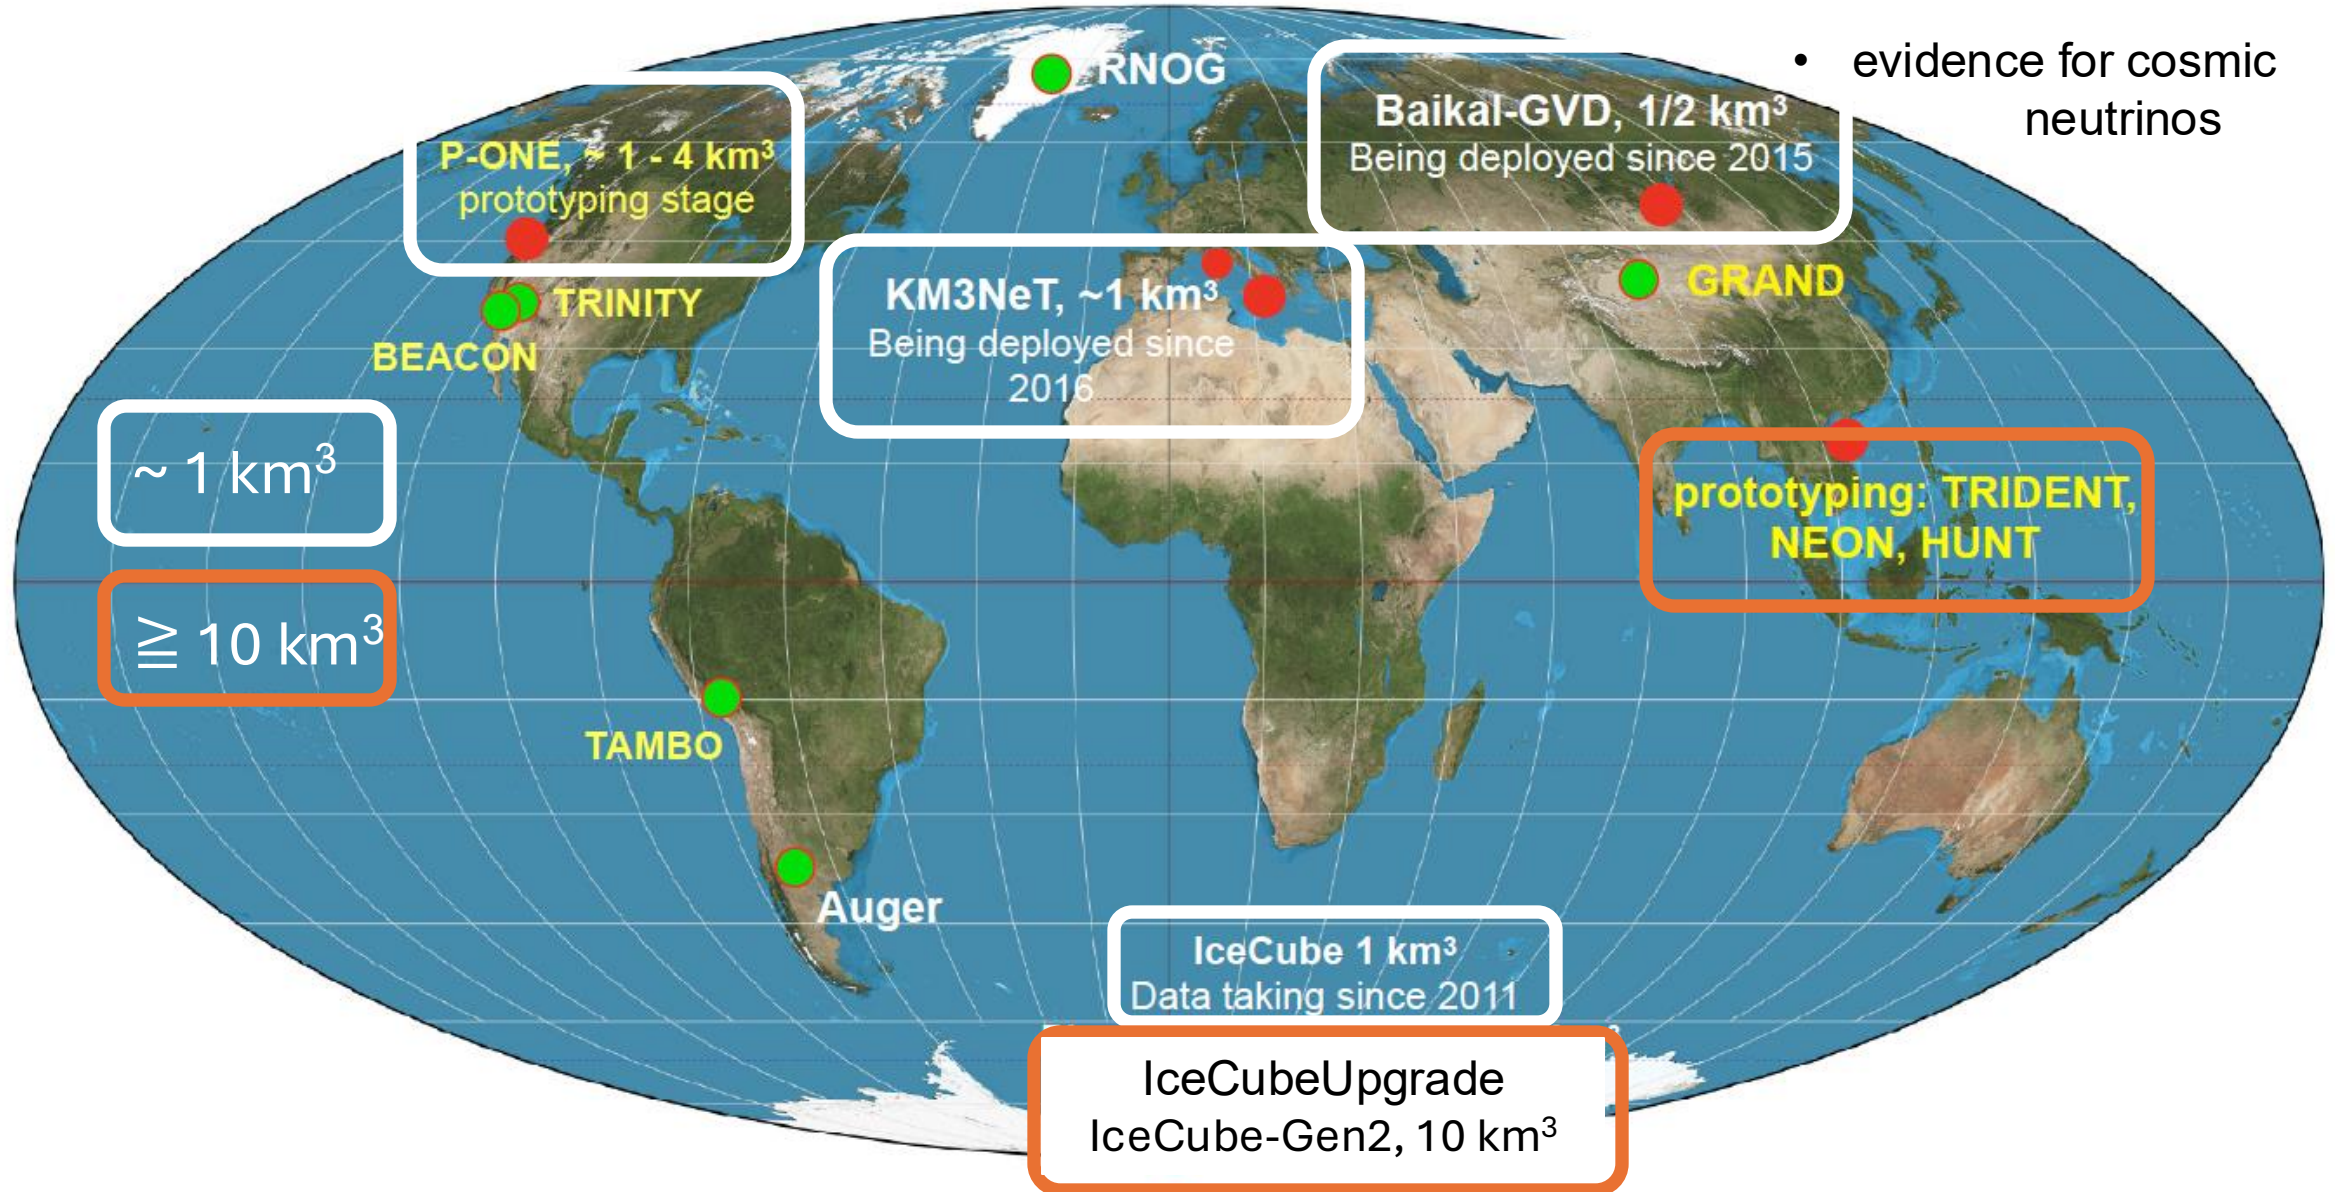 RNOG
• evidence for cosmic
neutrinos
Baikal-GVD, 1/2 km³
Being deployed since 2015
P-ONE, ~ 1 - 4 km³
prototyping stage
KM3NeT, ~1 km³
Being deployed since
2016
GRAND
TRINITY
BEACON
~ 1 km³
prototyping: TRIDENT,
NEON, HUNT
≧ 10 km³
TAMBO
Auger
IceCube 1 km³
Data taking since 2011
IceCubeUpgrade
IceCube-Gen2, 10 km³